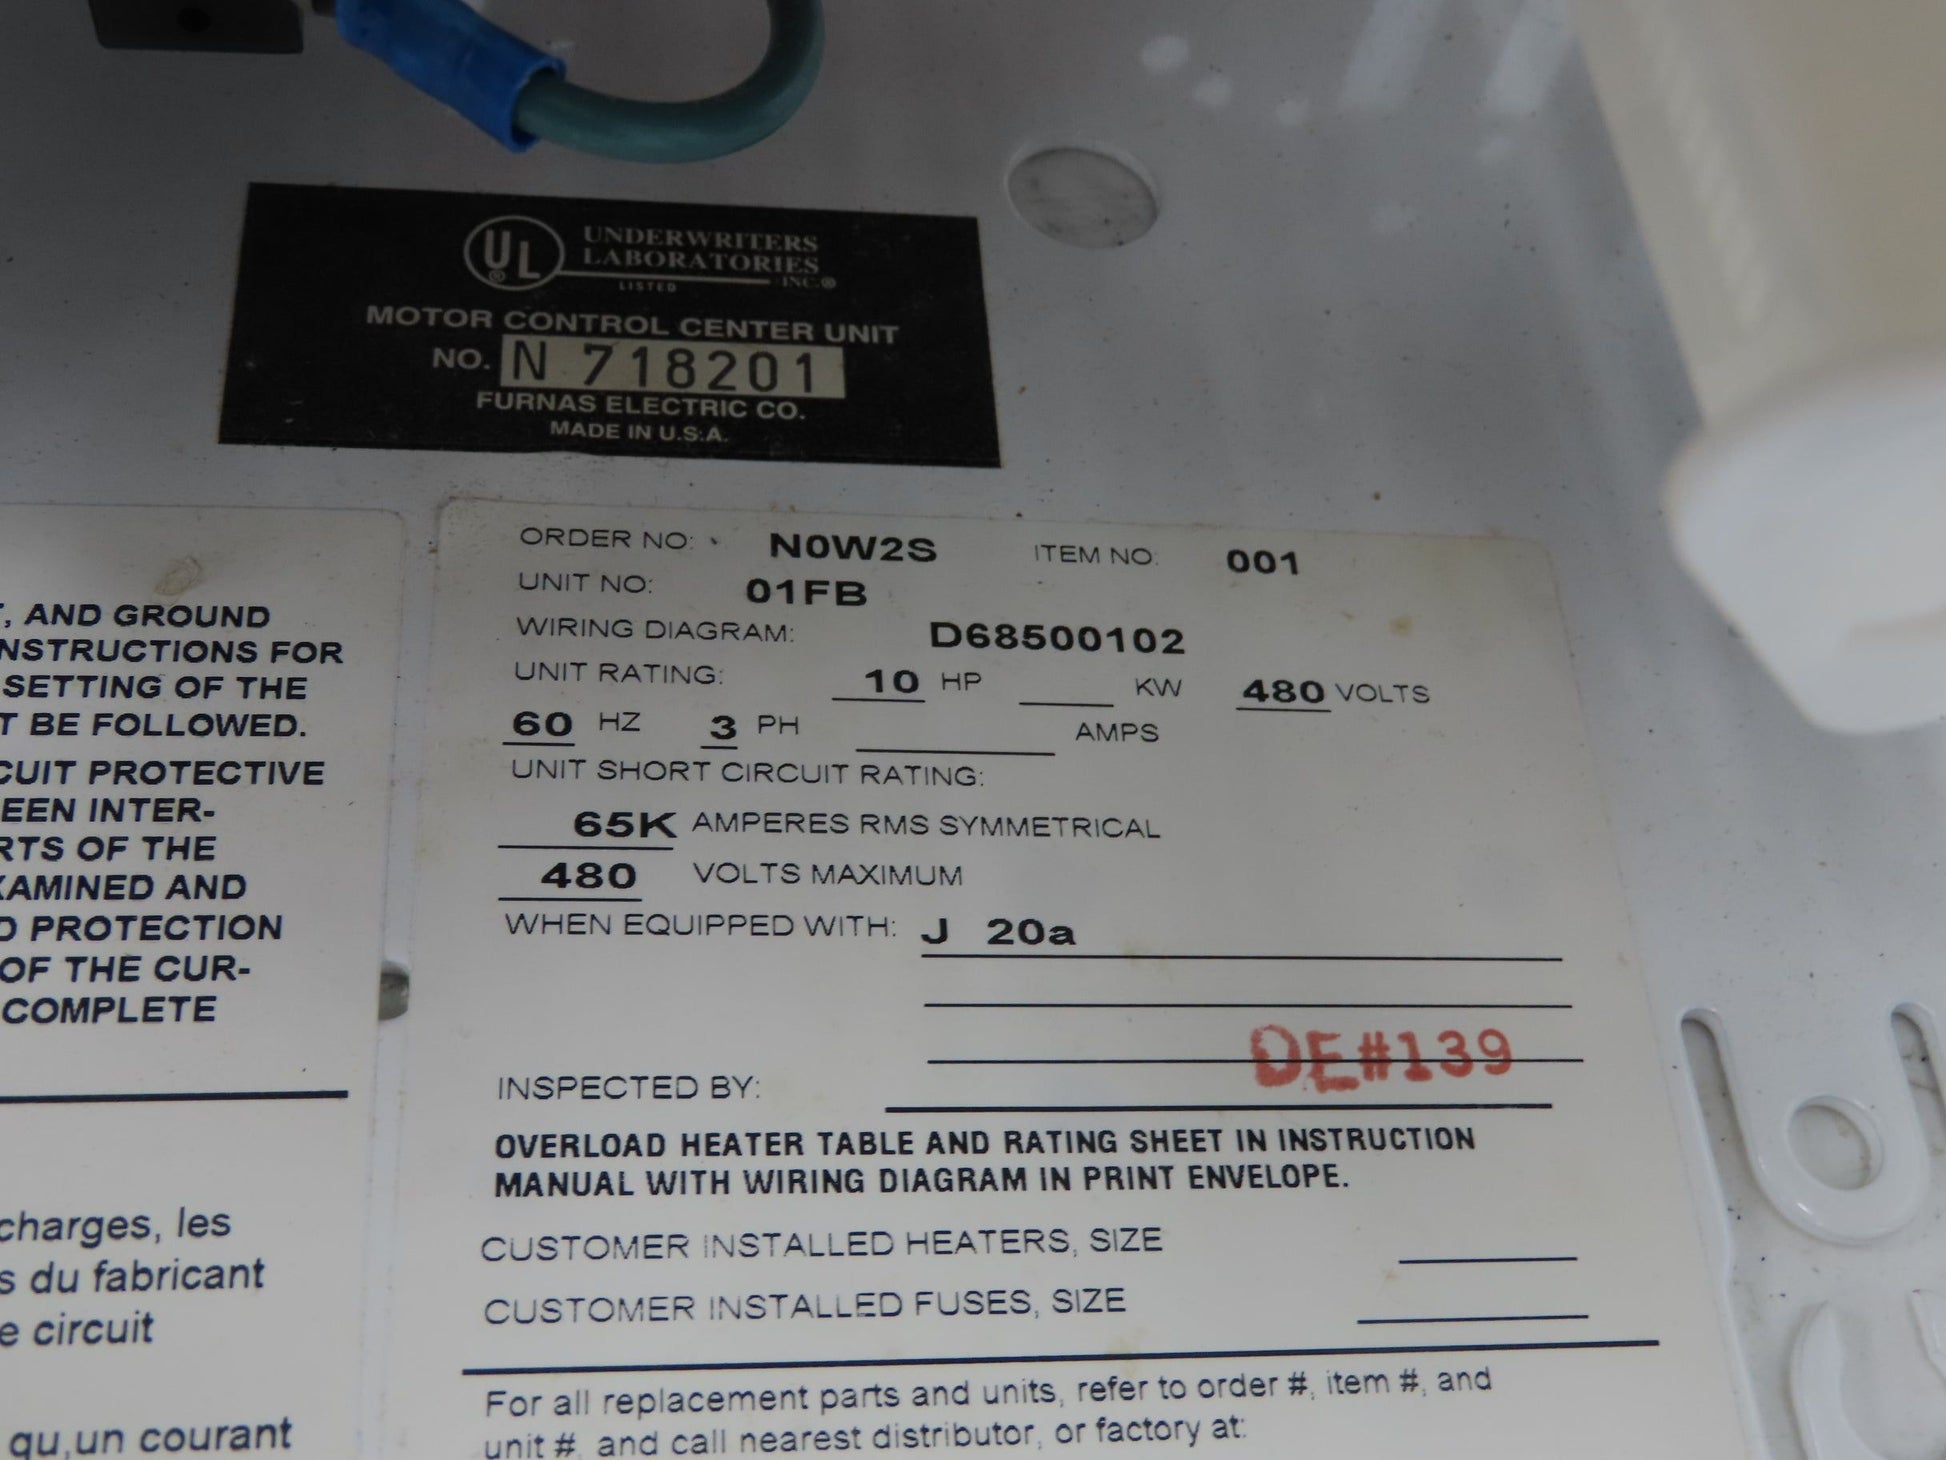 UL ®
UNDERWRITERS
LABORATORIES
INC.®
LISTED
MOTOR CONTROL CENTER UNIT
NO. N 718201
FURNAS ELECTRIC CO.
MADE IN U.S.A.
ORDER NO: N0W2S ITEM NO: 001
UNIT NO: 01FB
WIRING DIAGRAM: D68500102
UNIT RATING: 10 HP KW 480 VOLTS
60 HZ 3 PH AMPS
UNIT SHORT CIRCUIT RATING:
65K AMPERES RMS SYMMETRICAL
480 VOLTS MAXIMUM
WHEN EQUIPPED WITH: J 20a
DE#139
INSPECTED BY:
OVERLOAD HEATER TABLE AND RATING SHEET IN INSTRUCTION
MANUAL WITH WIRING DIAGRAM IN PRINT ENVELOPE.
CUSTOMER INSTALLED HEATERS, SIZE
CUSTOMER INSTALLED FUSES, SIZE
For all replacement parts and units, refer to order #, item #, and
unit #, and call nearest distributor, or factory at:
, AND GROUND
NSTRUCTIONS FOR
SETTING OF THE
T BE FOLLOWED.
CUIT PROTECTIVE
EEN INTER-
RTS OF THE
XAMINED AND
D PROTECTION
OF THE CUR-
COMPLETE
charges, les
s du fabricant
e circuit
qu,un courant